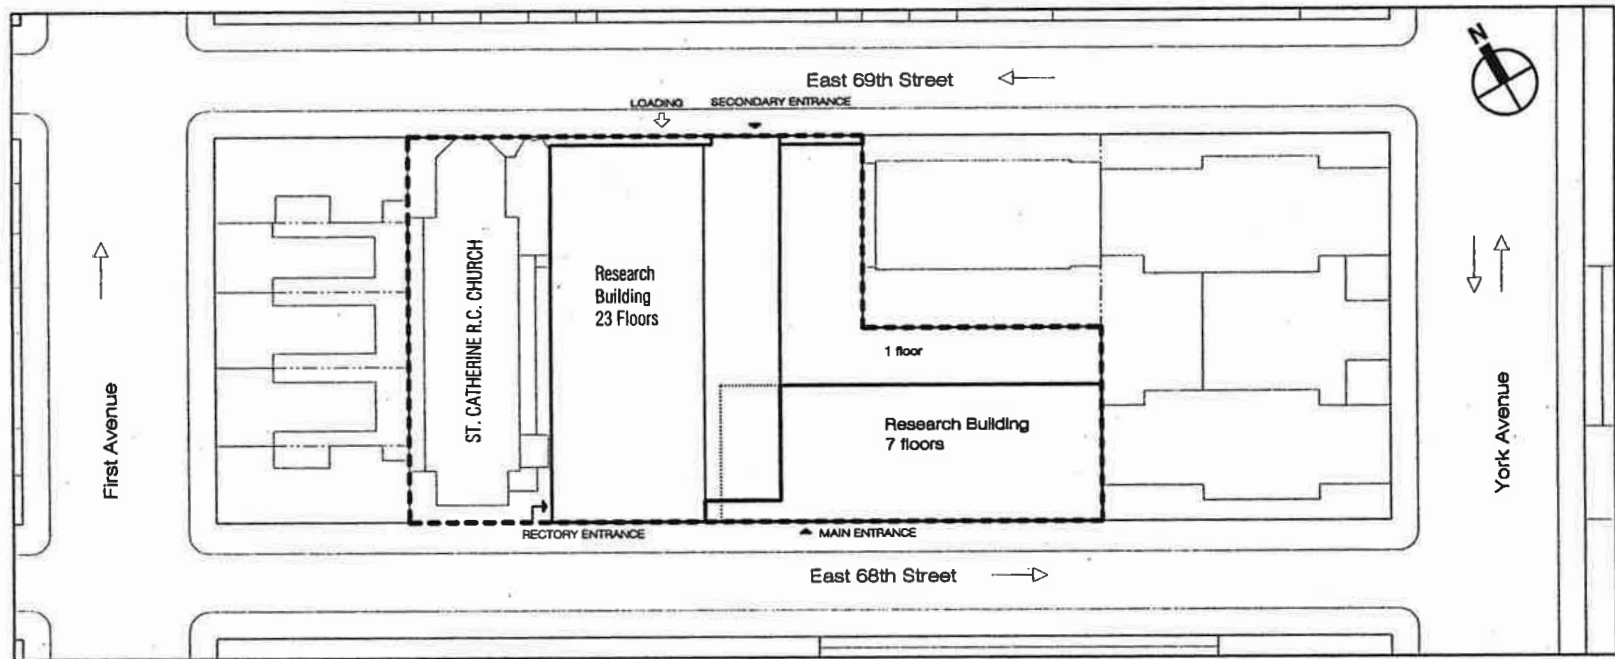 N
East 69th Street
LOADING
SECONDARY ENTRANCE
ST. CATHERINE R.C. CHURCH
Research
Building
23 Floors
1 floor
Research Building
7 floors
First Avenue
York Avenue
RECTORY ENTRANCE
MAIN ENTRANCE
East 68th Street